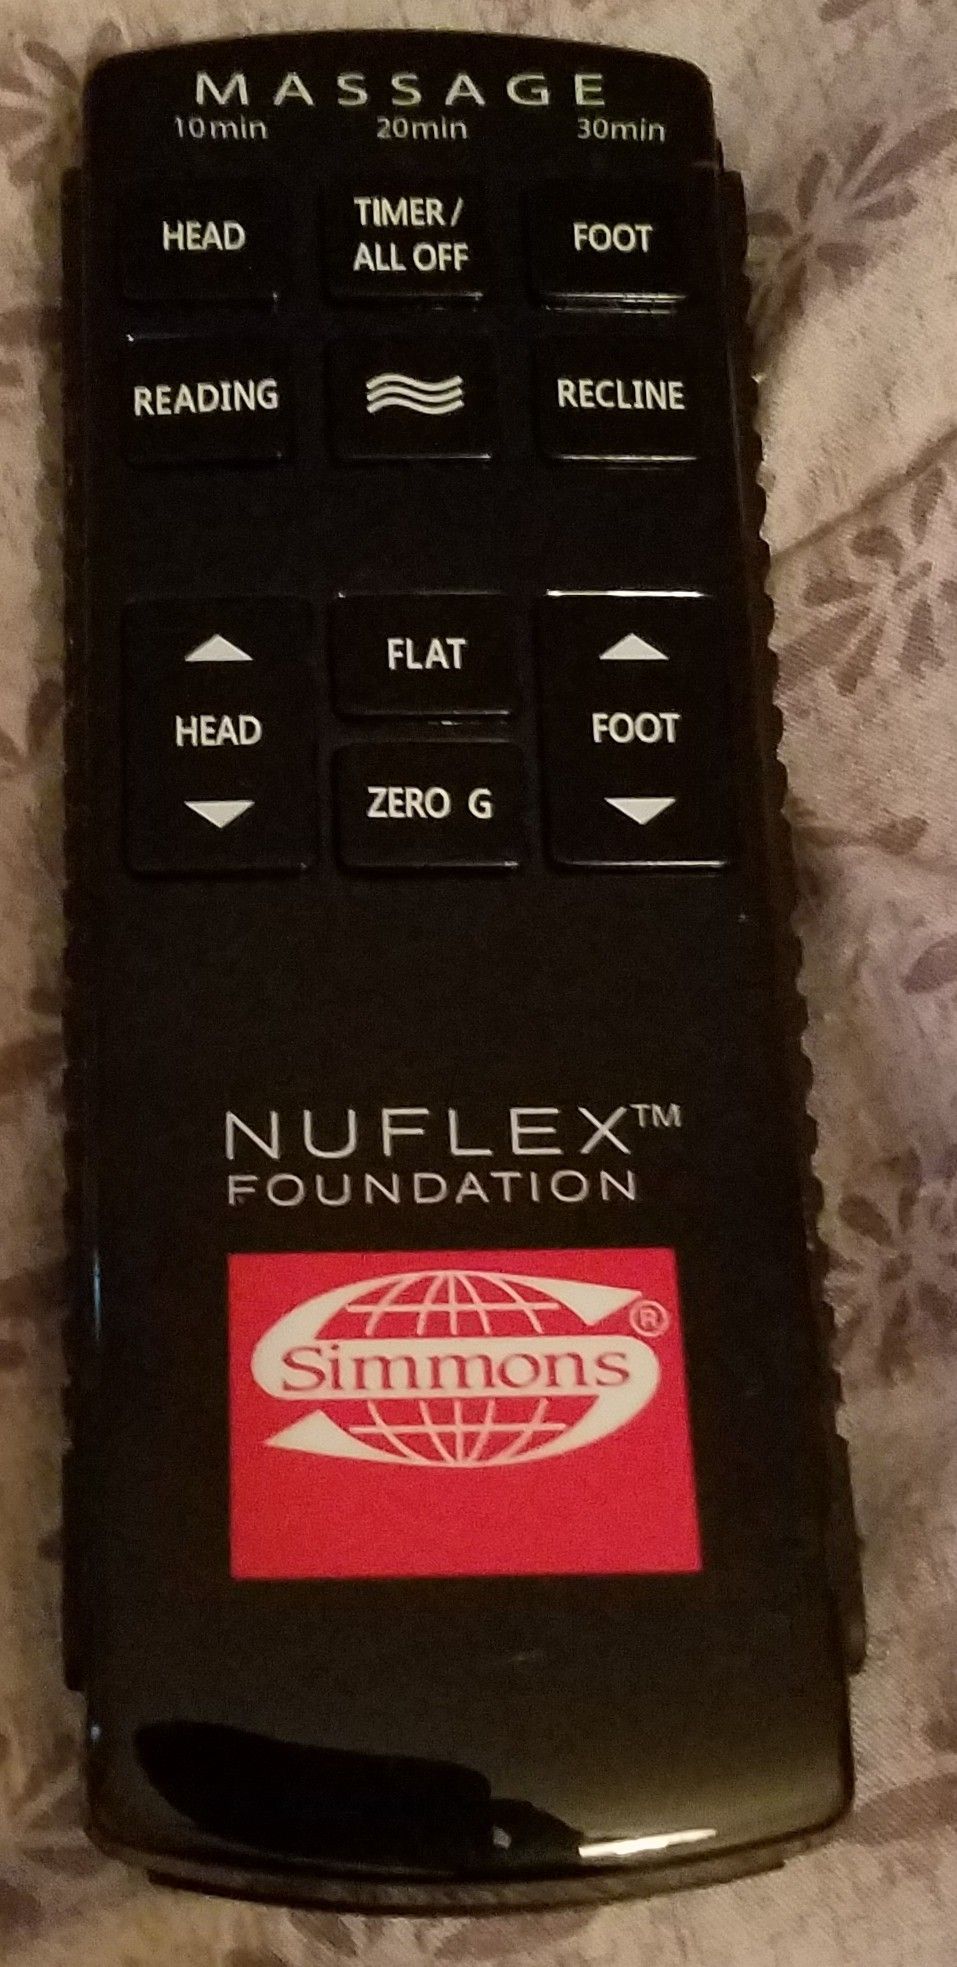 MASSAGE
10min 20min 30min
HEAD TIMER / ALL OFF FOOT
READING RECLINE
HEAD FLAT FOOT
ZERO G
NUFLEX™
FOUNDATION
Simmons®